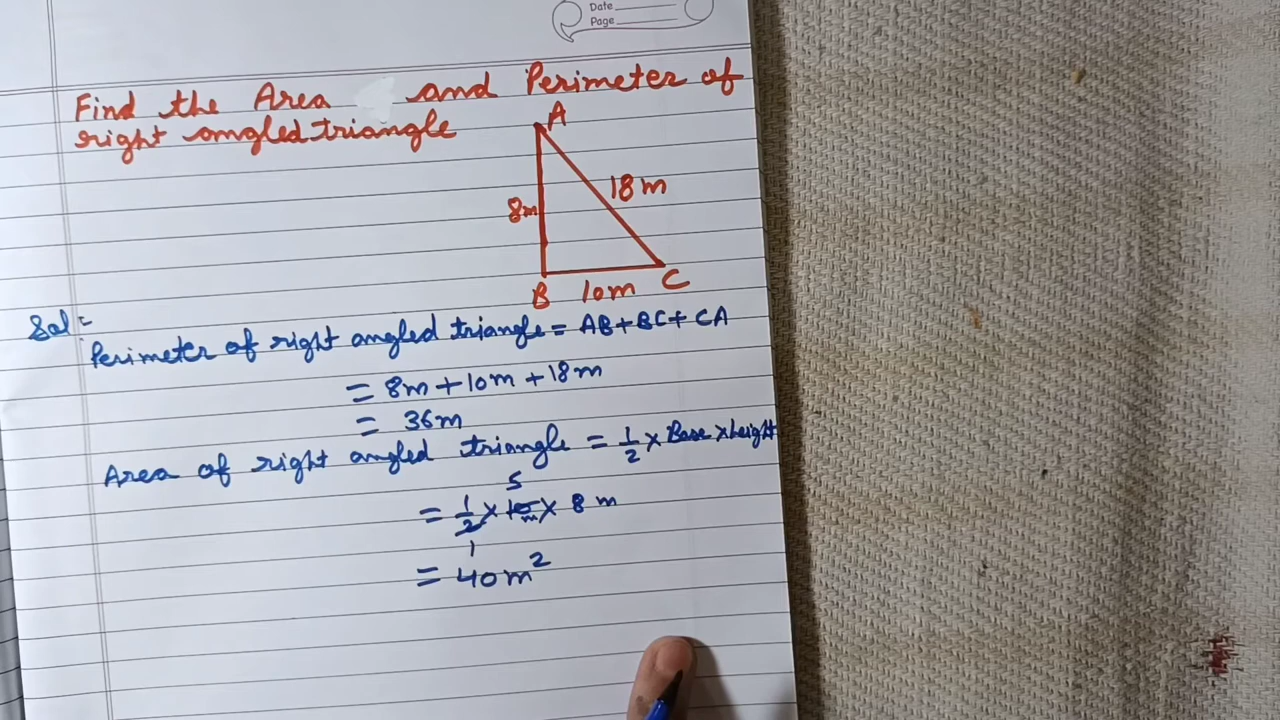 Date
Page
Find the Area and Perimeter of
right angled triangle
A
18m
8m
B 10m C
Sol:
Perimeter of right angled triangle = AB+BC+CA
= 8m+10m+18m
= 36m
Area of right angled triangle = 1/2 × Base × height
5
= 1/2 × 10m × 8 m
1
= 40m²